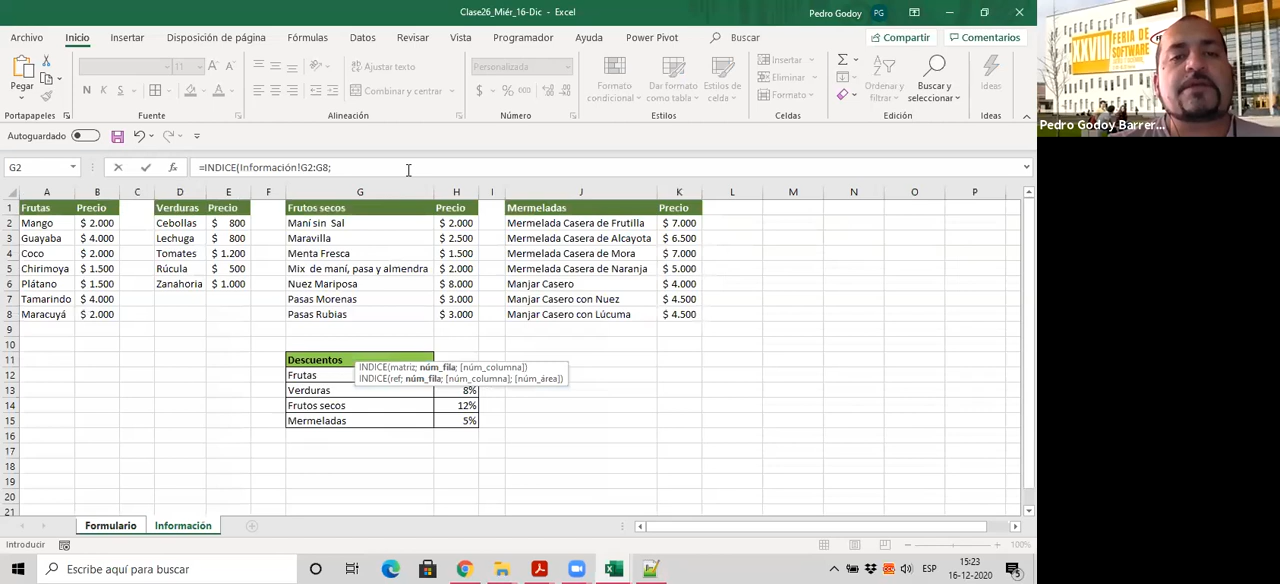 Clase26_Miér_16-Dic - Excel
Pedro Godoy
PG
Archivo Inicio Insertar Disposición de página Fórmulas Datos Revisar Vista Programador Ayuda Power Pivot Buscar Compartir Comentarios
Pegar
11
Ajustar texto
Personalizada
Combinar y centrar
N K S
Formato condicional
Dar formato como tabla
Estilos de celda
Insertar
Eliminar
Formato
Ordenar y filtrar
Buscar y seleccionar
Ideas
Portapapeles Fuente Alineación Número Estilos Celdas Edición Ideas
Autoguardado
G2
=INDICE(!Información!G2:G8;
A B C D E F G H I J K L M N O P
1 Frutas Precio Verduras Precio Frutos secos Precio Mermeladas Precio
2 Mango $ 2.000 Cebollas $ 800 Maní sin Sal $ 2.000 Mermelada Casera de Frutilla $ 7.000
3 Guayaba $ 4.000 Lechuga $ 800 Maravilla $ 2.500 Mermelada Casera de Alcayota $ 6.500
4 Coco $ 2.000 Tomates $ 1.200 Menta Fresca $ 1.500 Mermelada Casera de Mora $ 7.000
5 Chirimoya $ 1.500 Rúcula $ 500 Mix de maní, pasa y almendra $ 2.000 Mermelada Casera de Naranja $ 5.000
6 Plátano $ 1.500 Zanahoria $ 1.000 Nuez Mariposa $ 8.000 Manjar Casero $ 4.000
7 Tamarindo $ 4.000 Pasas Morenas $ 3.000 Manjar Casero con Nuez $ 4.500
8 Maracuyá $ 2.000 Pasas Rubias $ 3.000 Manjar Casero con Lúcuma $ 4.500
9
10
11 Descuentos
INDICE(matriz; núm_fila; [núm_columna])
12 Frutas
INDICE(ref; núm_fila; [núm_columna]; [núm_área])
13 Verduras 8%
14 Frutos secos 12%
15 Mermeladas 5%
16
17
18
19
20
21
Formulario Información
Introducir
100%
Escribe aquí para buscar
ESP
15:23
16-12-2020
5
XXVIII FERIA DE SOFTWARE
Pedro Godoy Barrer...